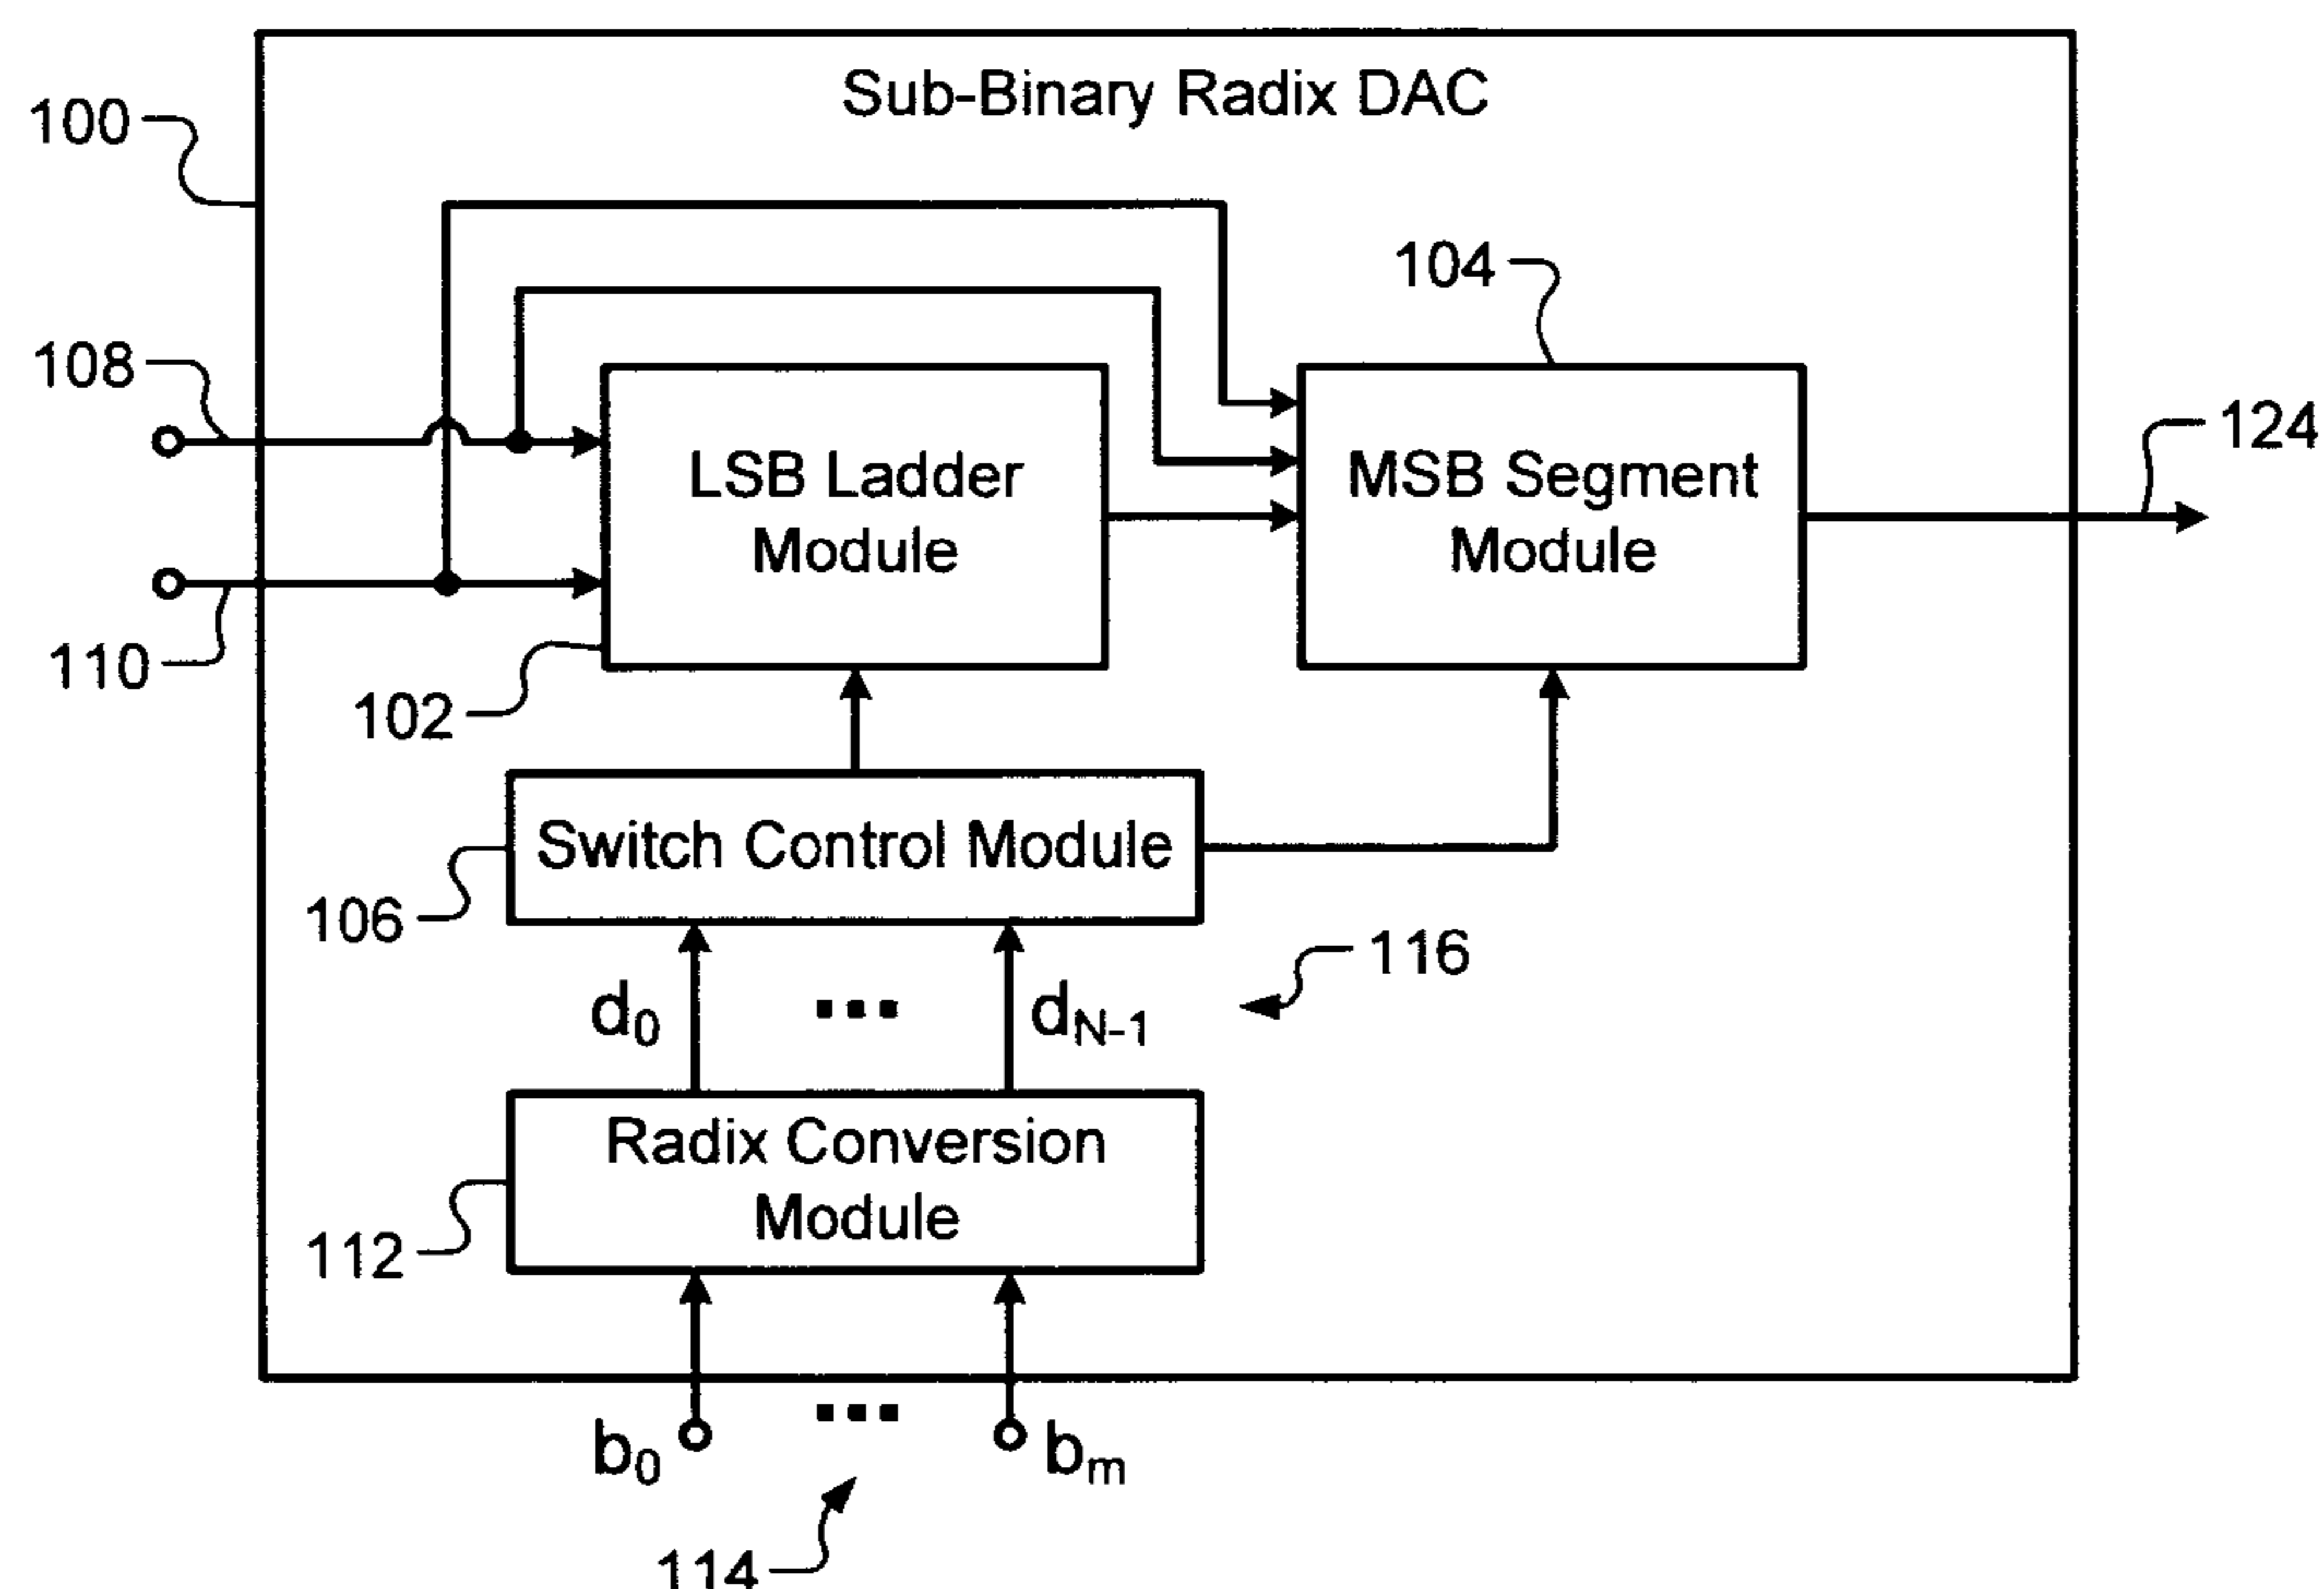 Sub-Binary Radix DAC
100
104
108
124
LSB Ladder
Module
MSB Segment
Module
110
102
Switch Control Module
106
116
d0
...
dN-1
Radix Conversion
Module
112
b0
...
bm
114